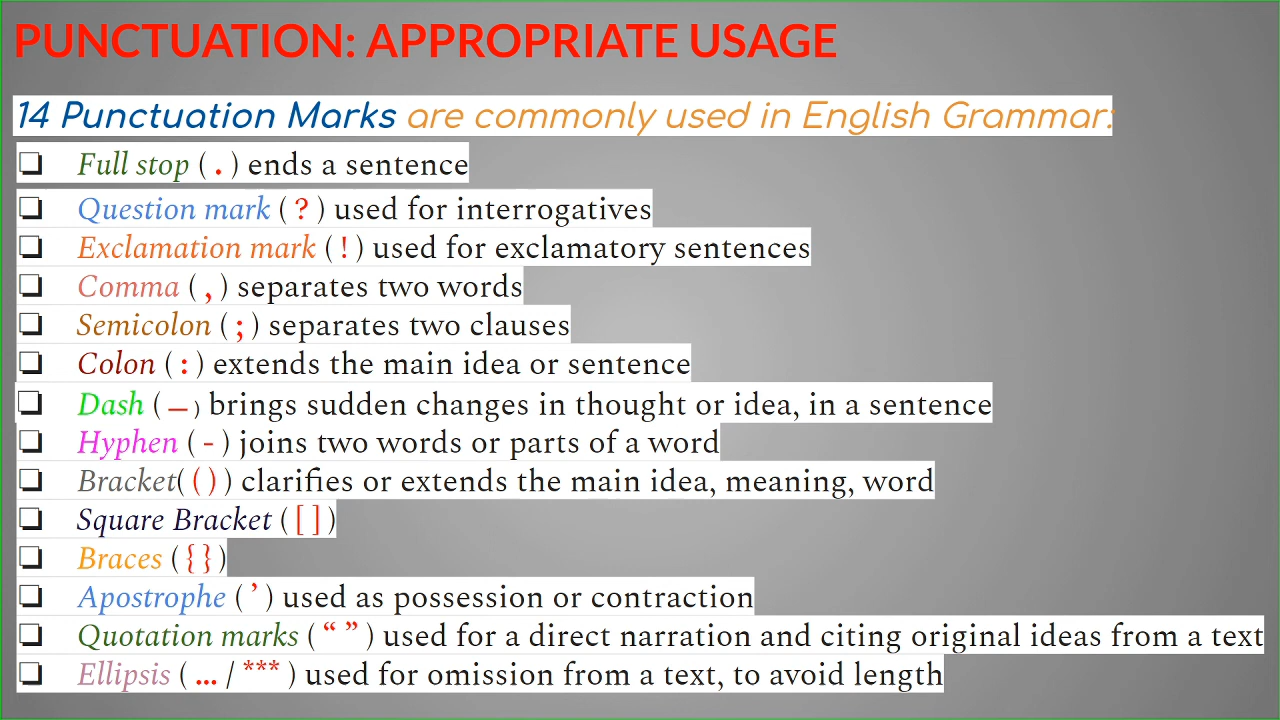 PUNCTUATION: APPROPRIATE USAGE
14 Punctuation Marks are commonly used in English Grammar:
❏ Full stop ( . ) ends a sentence
❏ Question mark ( ? ) used for interrogatives
❏ Exclamation mark ( ! ) used for exclamatory sentences
❏ Comma ( , ) separates two words
❏ Semicolon ( ; ) separates two clauses
❏ Colon ( : ) extends the main idea or sentence
❏ Dash ( – ) brings sudden changes in thought or idea, in a sentence
❏ Hyphen ( - ) joins two words or parts of a word
❏ Bracket( ( ) ) clarifies or extends the main idea, meaning, word
❏ Square Bracket ( [ ] )
❏ Braces ( { } )
❏ Apostrophe ( ’ ) used as possession or contraction
❏ Quotation marks ( “ ” ) used for a direct narration and citing original ideas from a text
❏ Ellipsis ( ... / *** ) used for omission from a text, to avoid length